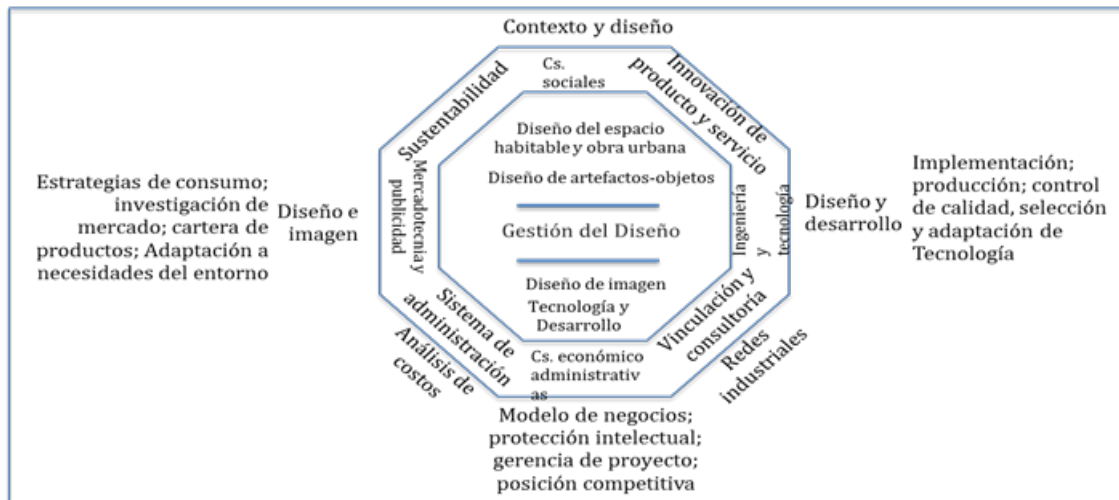 Contexto y diseño
Cs.
sociales
Sustentabilidad
Innovación de
producto y servicio
Diseño del espacio
habitable y obra urbana
Diseño de artefactos-objetos
Gestión del Diseño
Diseño de imagen
Tecnología y
Desarrollo
Mercadotecnia y
publicidad
Ingeniería
y
tecnología
Estrategias de consumo;
investigación de
mercado; cartera de
productos; Adaptación a
necesidades del entorno
Diseño e
imagen
Diseño y
desarrollo
Implementación;
producción; control
de calidad, selección
y adaptación de
Tecnología
Sistema de
administración
Análisis de
costos
Vinculación y
consultoría
Redes
industriales
Cs. económico
administrativ
as
Modelo de negocios;
protección intelectual;
gerencia de proyecto;
posición competitiva